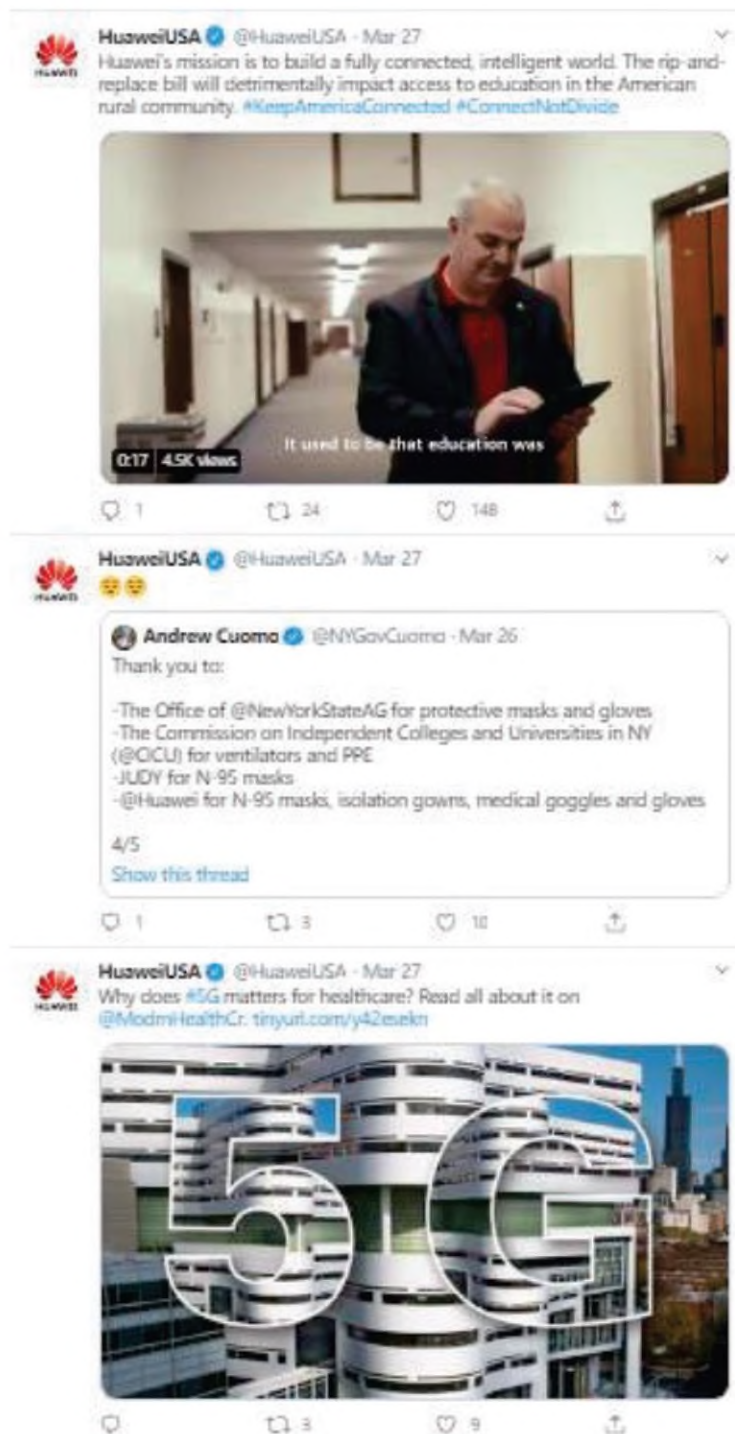 HuaweiUSA @HuaweiUSA · Mar 27
Huawei's mission is to build a fully connected, intelligent world. The rip-and-
replace bill will detrimentally impact access to education in the American
rural community. #KeepAmericaConnected #ConnectNotDivide
HUAWEI
It used to be that education was
0:17 4.5K views
1 24 148
HuaweiUSA @HuaweiUSA · Mar 27
HUAWEI
Andrew Cuomo @NYGovCuomo · Mar 26
Thank you to:
-The Office of @NewYorkStateAG for protective masks and gloves
-The Commission on Independent Colleges and Universities in NY
(@CICU) for ventilators and PPE
-JUDY for N-95 masks
-@Huawei for N-95 masks, isolation gowns, medical goggles and gloves
4/5
Show this thread
1 3 10
HuaweiUSA @HuaweiUSA · Mar 27
Why does #5G matters for healthcare? Read all about it on
HUAWEI
@ModrnHealthCr. tinyurl.com/y42esekn
5G
3 9